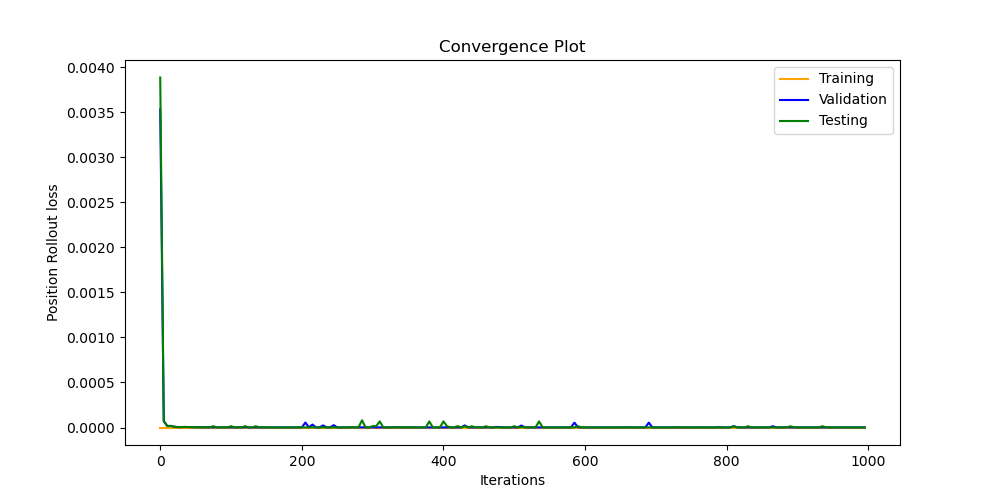 Convergence Plot
0.0040
0.0035
0.0030
0.0025
0.0020
0.0015
0.0010
0.0005
0.0000
Position Rollout loss
Training
Validation
Testing
0 200 400 600 800 1000
Iterations